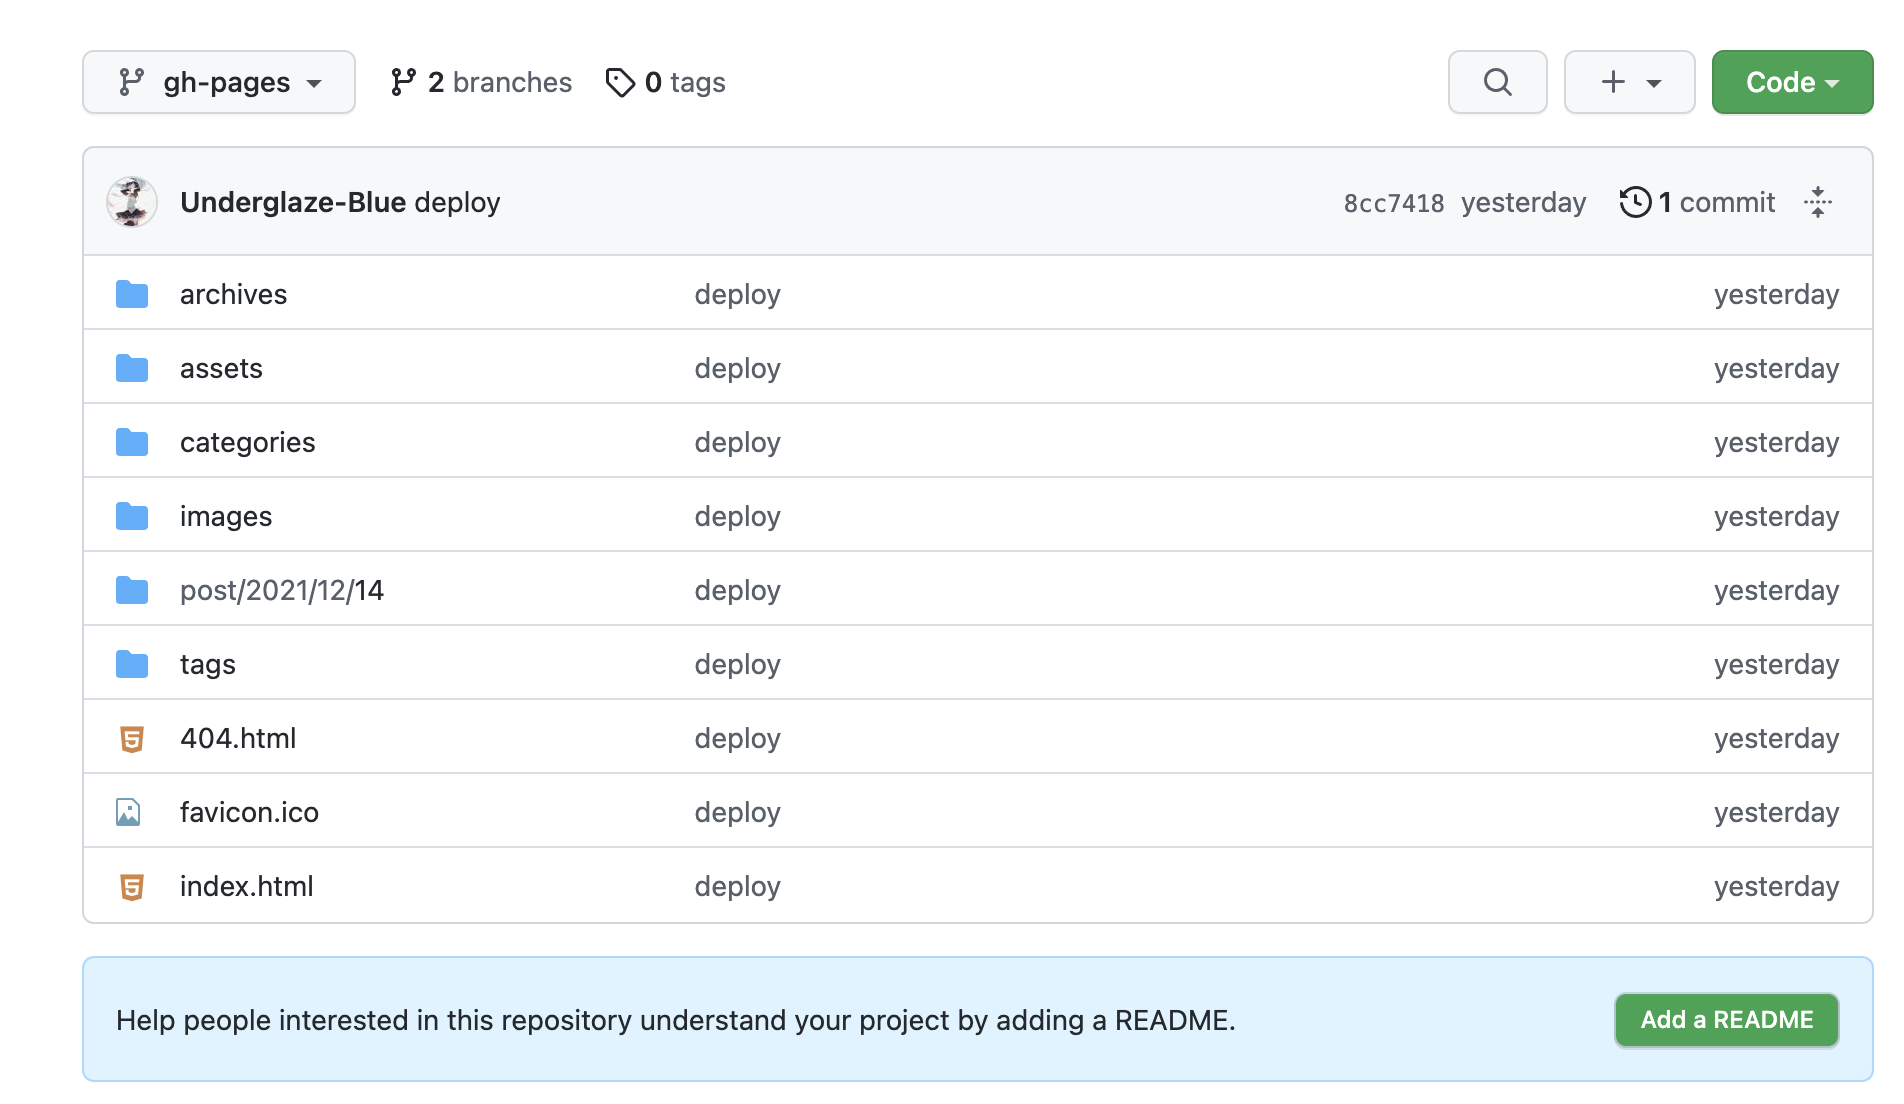 gh-pages 2 branches 0 tags Code
Underglaze-Blue deploy 8cc7418 yesterday 1 commit
archives deploy yesterday
assets deploy yesterday
categories deploy yesterday
images deploy yesterday
post/2021/12/14 deploy yesterday
tags deploy yesterday
404.html deploy yesterday
favicon.ico deploy yesterday
index.html deploy yesterday
Help people interested in this repository understand your project by adding a README. Add a README